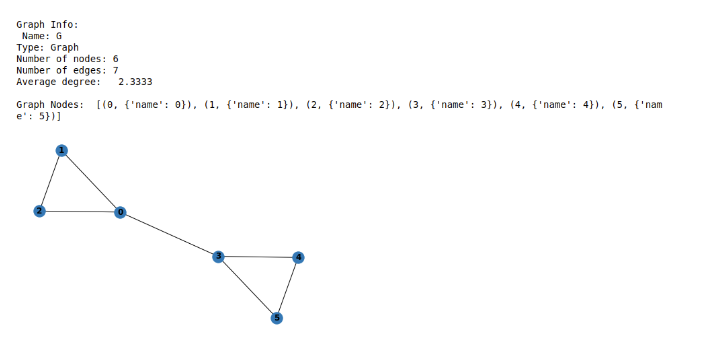 Graph Info:
 Name: G
Type: Graph
Number of nodes: 6
Number of edges: 7
Average degree:   2.3333
Graph Nodes:  [(0, {'name': 0}), (1, {'name': 1}), (2, {'name': 2}), (3, {'name': 3}), (4, {'name': 4}), (5, {'nam
e': 5})]
1
2
0
3
4
5